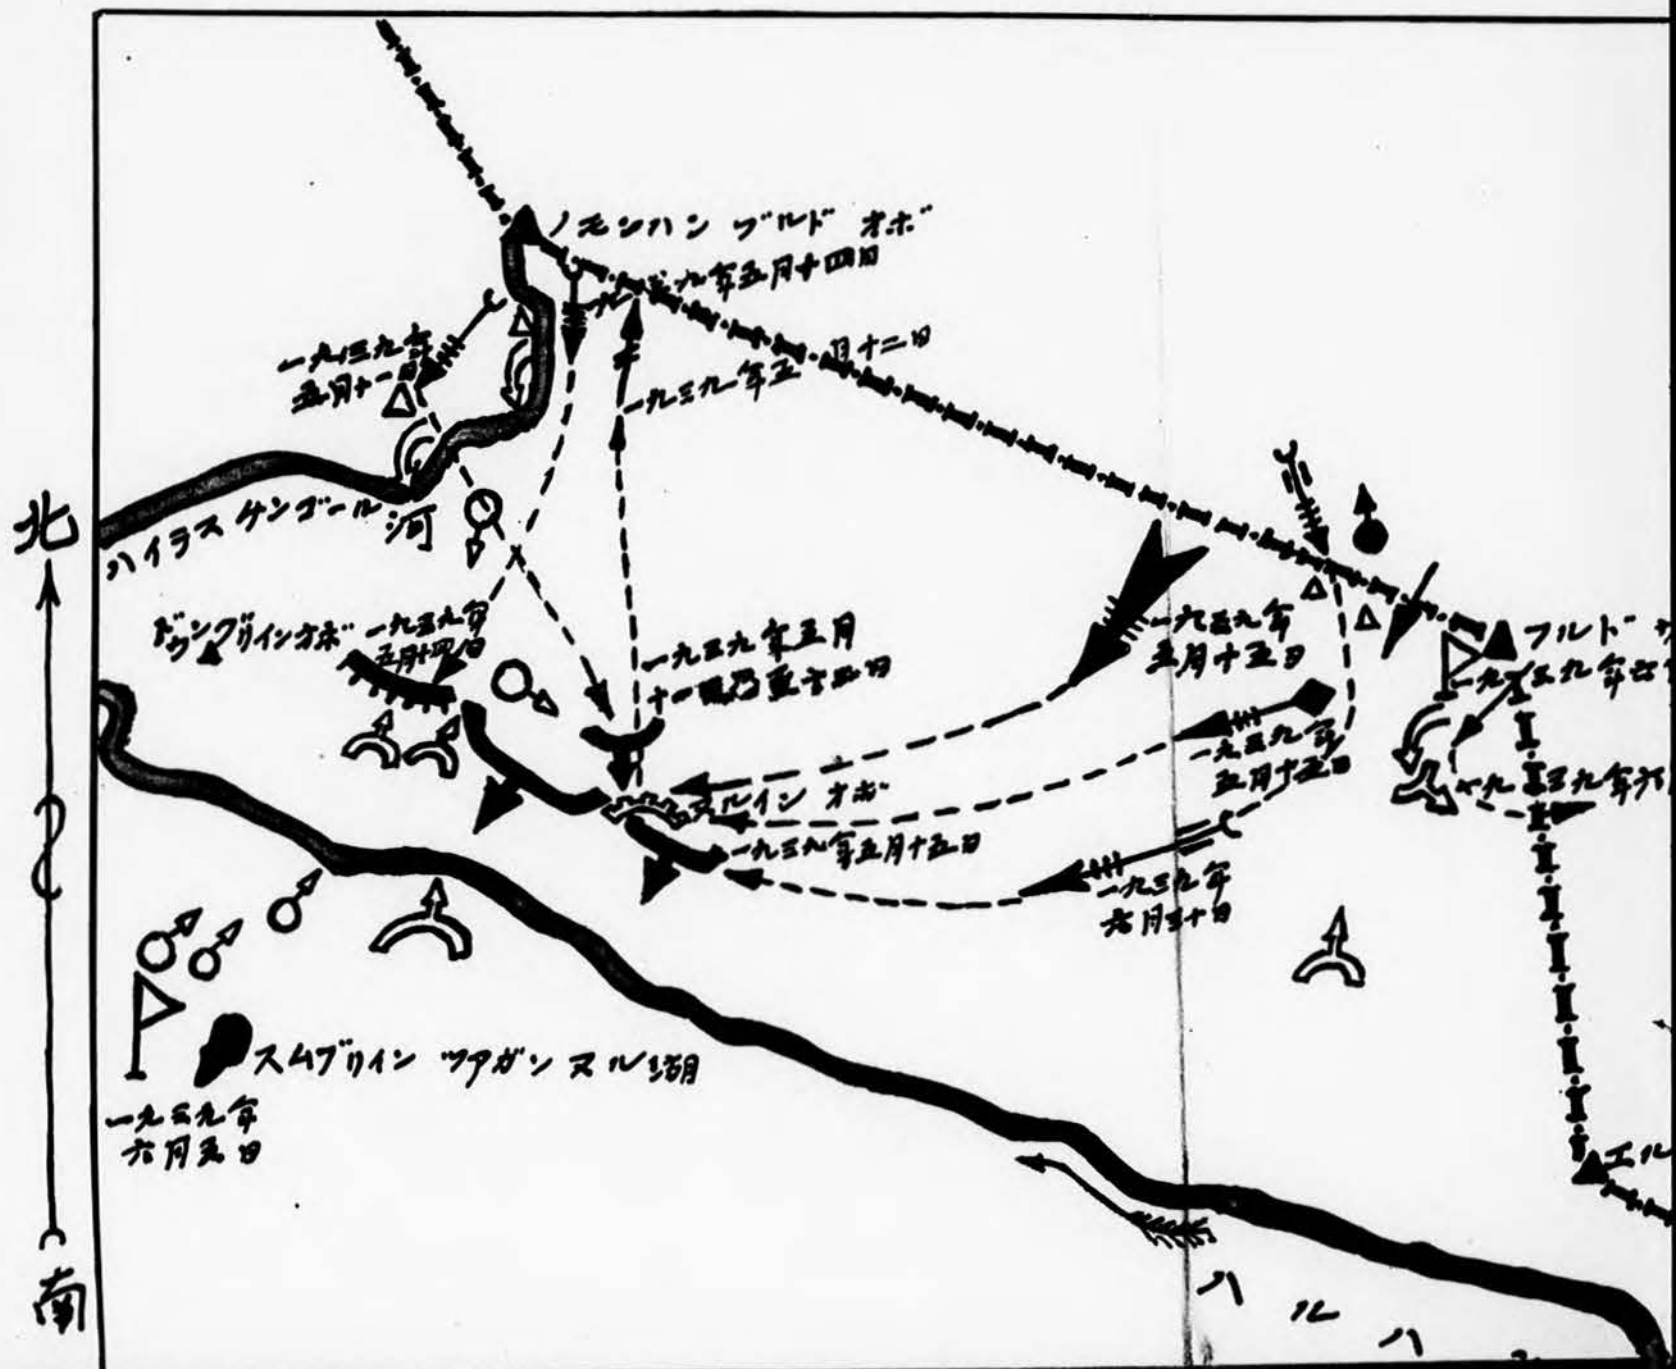 ノモンハン ブルド オボ
九年五月十四日
一九三九年
五月十一日
一九三九年五月十二日
北
ハイラステンゴール河
ドウングリインオボ
一九三九年
五月十四日
一九三九年五月
一九三九年
五月十五日
フルド
一九三九年六
一九三九年
五月十五日
ヌルイン オボ
一九三九年六
一九三九年五月十五日
一九三九年
六月三十日
スムブリイン ツアガン ヌル湖
一九三九年
六月五日
エル
南
ハルハ